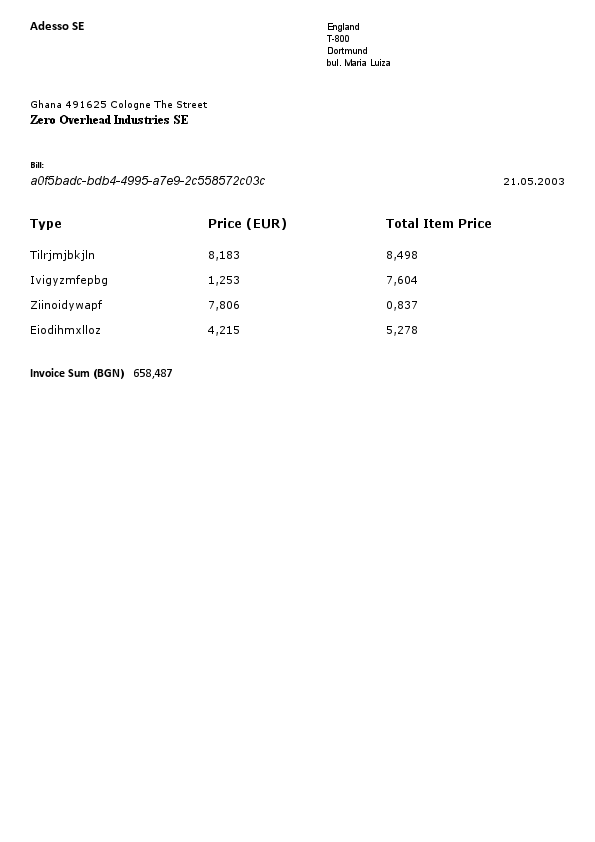 Adesso SE
England
T-800
Dortmund
bul. Maria Luiza
Ghana 491625 Cologne The Street
Zero Overhead Industries SE
Bill:
a0f5badc-bdb4-4995-a7e9-2c558572c03c 21.05.2003
Type Price (EUR) Total Item Price
Tilrjmjbkjln 8,183 8,498
Ivigyzmfepbg 1,253 7,604
Ziinoidywapf 7,806 0,837
Eiodihmxlloz 4,215 5,278
Invoice Sum (BGN) 658,487